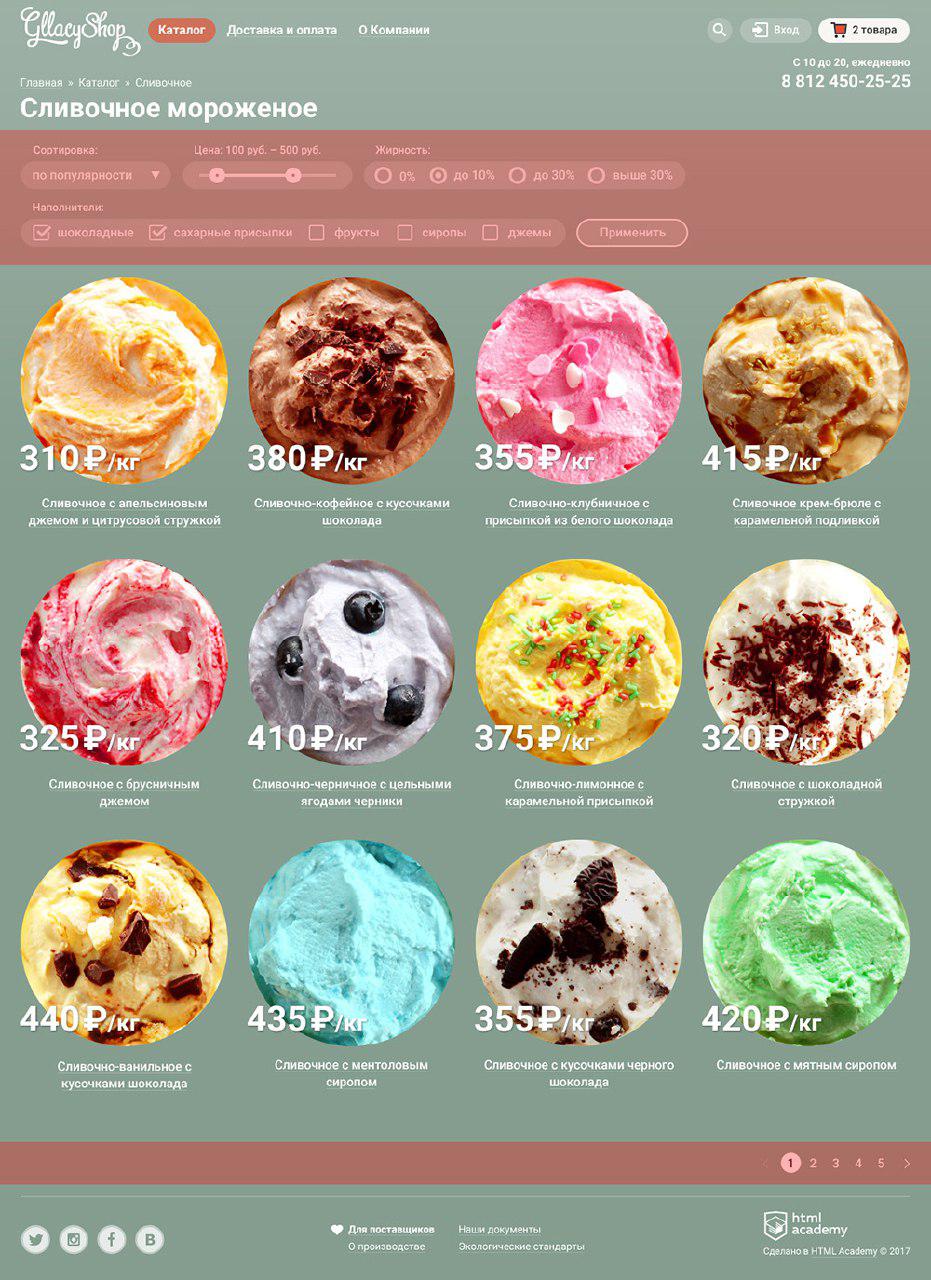 GllacyShop
Каталог
Доставка и оплата
О Компании
Вход
2 товара
С 10 до 20, ежедневно
8 812 450-25-25
Главная » Каталог » Сливочное
Сливочное мороженое
Сортировка:
Цена: 100 руб. – 500 руб.
Жирность:
по популярности
0%
до 10%
до 30%
выше 30%
Наполнители:
шоколадные
сахарные присыпки
фрукты
сиропы
джемы
Применить
310₽/кг
380₽/кг
355₽/кг
415₽/кг
Сливочное с апельсиновым
джемом и цитрусовой стружкой
Сливочно-кофейное с кусочками
шоколада
Сливочно-клубничное с
присыпкой из белого шоколада
Сливочное крем-брюле с
карамельной подливкой
325₽/кг
410₽/кг
375₽/кг
320₽/кг
Сливочное с брусничным
джемом
Сливочно-черничное с цельными
ягодами черники
Сливочно-лимонное с
карамельной присыпкой
Сливочное с шоколадной
стружкой
440₽/кг
435₽/кг
355₽/кг
420₽/кг
Сливочно-ванильное с
кусочками шоколада
Сливочное с ментоловым
сиропом
Сливочное с кусочками черного
шоколада
Сливочное с мятным сиропом
1 2 3 4 5
Для поставщиков
Наши документы
О производстве
Экологические стандарты
html
academy
Сделано в HTML Academy © 2017